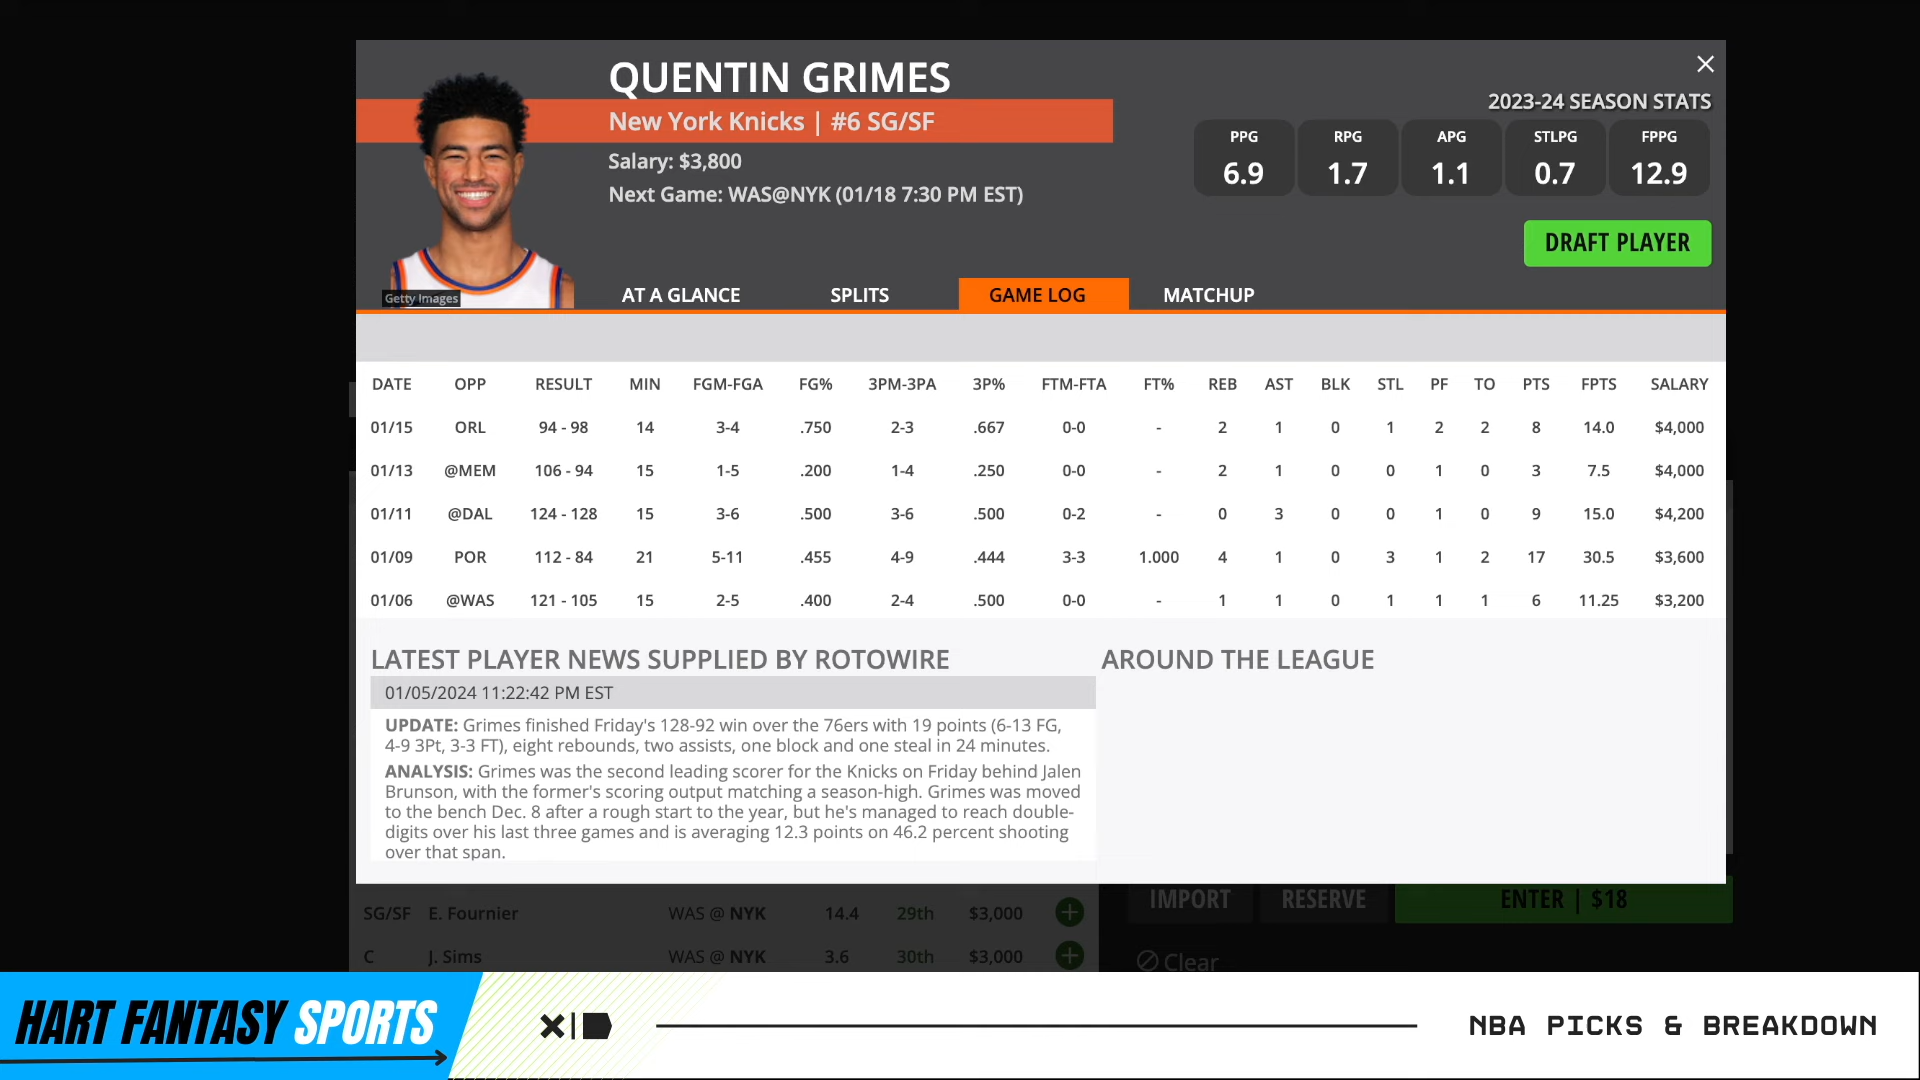 QUENTIN GRIMES
New York Knicks | #6 SG/SF
Salary: $3,800
Next Game: WAS@NYK (01/18 7:30 PM EST)
2023-24 SEASON STATS
PPG RPG APG STLPG FPPG
6.9 1.7 1.1 0.7 12.9
DRAFT PLAYER
Getty Images
AT A GLANCE SPLITS GAME LOG MATCHUP
DATE OPP RESULT MIN FGM-FGA FG% 3PM-3PA 3P% FTM-FTA FT% REB AST BLK STL PF TO PTS FPTS SALARY
01/15 ORL 94 - 98 14 3-4 .750 2-3 .667 0-0 - 2 1 0 1 2 2 8 14.0 $4,000
01/13 @MEM 106 - 94 15 1-5 .200 1-4 .250 0-0 - 2 1 0 0 1 0 3 7.5 $4,000
01/11 @DAL 124 - 128 15 3-6 .500 3-6 .500 0-2 - 0 3 0 0 1 0 9 15.0 $4,200
01/09 POR 112 - 84 21 5-11 .455 4-9 .444 3-3 1.000 4 1 0 3 1 2 17 30.5 $3,600
01/06 @WAS 121 - 105 15 2-5 .400 2-4 .500 0-0 - 1 1 0 1 1 1 6 11.25 $3,200
LATEST PLAYER NEWS SUPPLIED BY ROTOWIRE
01/05/2024 11:22:42 PM EST
UPDATE: Grimes finished Friday's 128-92 win over the 76ers with 19 points (6-13 FG,
4-9 3Pt, 3-3 FT), eight rebounds, two assists, one block and one steal in 24 minutes.
ANALYSIS: Grimes was the second leading scorer for the Knicks on Friday behind Jalen
Brunson, with the former's scoring output matching a season-high. Grimes was moved
to the bench Dec. 8 after a rough start to the year, but he's managed to reach double-
digits over his last three games and is averaging 12.3 points on 46.2 percent shooting
over that span.
AROUND THE LEAGUE
SG/SF E. Fournier WAS @ NYK 14.4 29th $3,000
C J. Sims WAS @ NYK 3.6 30th $3,000
IMPORT RESERVE ENTER | $18
Clear
HART FANTASY SPORTS
NBA PICKS & BREAKDOWN